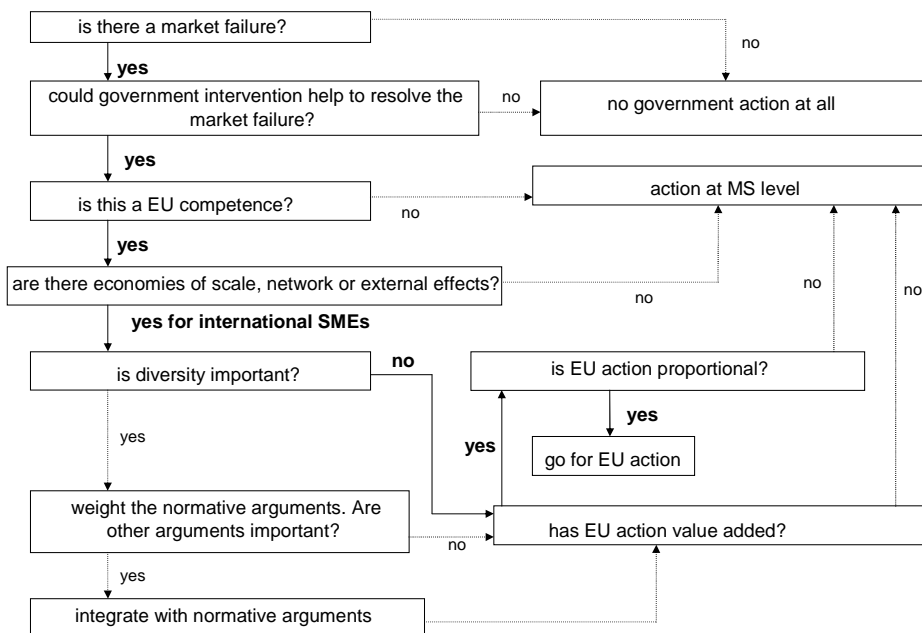 is there a market failure?
no
yes
could government intervention help to resolve the
market failure?
no
no government action at all
yes
is this a EU competence?
no
action at MS level
yes
are there economies of scale, network or external effects?
no
no
no
yes for international SMEs
is diversity important?
no
is EU action proportional?
yes
yes
yes
go for EU action
weight the normative arguments. Are
other arguments important?
no
has EU action value added?
yes
integrate with normative arguments